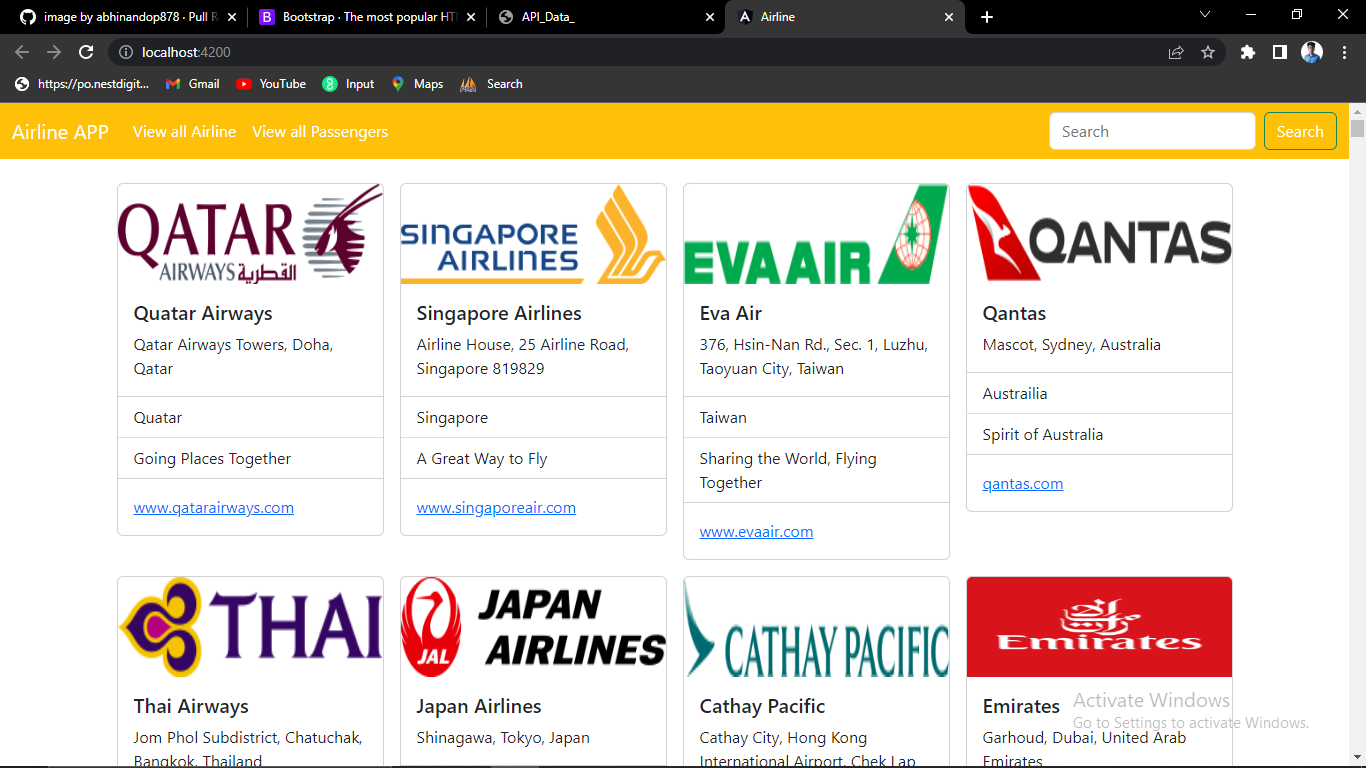 image by abhinandop878 · Pull R
Bootstrap · The most popular HT
API_Data_
Airline
localhost:4200
https://po.nestdigit...
Gmail
YouTube
Input
Maps
Search
Airline APP
View all Airline
View all Passengers
Search
Search
QATAR
AIRWAYS القطرية
SINGAPORE
AIRLINES
EVA AIR
QANTAS
Quatar Airways
Qatar Airways Towers, Doha,
Qatar
Quatar
Going Places Together
www.qatarairways.com
Singapore Airlines
Airline House, 25 Airline Road,
Singapore 819829
Singapore
A Great Way to Fly
www.singaporeair.com
Eva Air
376, Hsin-Nan Rd., Sec. 1, Luzhu,
Taoyuan City, Taiwan
Taiwan
Sharing the World, Flying
Together
www.evaair.com
Qantas
Mascot, Sydney, Australia
Austrailia
Spirit of Australia
qantas.com
THAI
JAL
JAPAN
AIRLINES
CATHAY PACIFIC
Emirates
Thai Airways
Jom Phol Subdistrict, Chatuchak,
Bangkok, Thailand
Japan Airlines
Shinagawa, Tokyo, Japan
Cathay Pacific
Cathay City, Hong Kong
International Airport, Chek Lap
Emirates
Garhoud, Dubai, United Arab
Emirates
Activate Windows
Go to Settings to activate Windows.